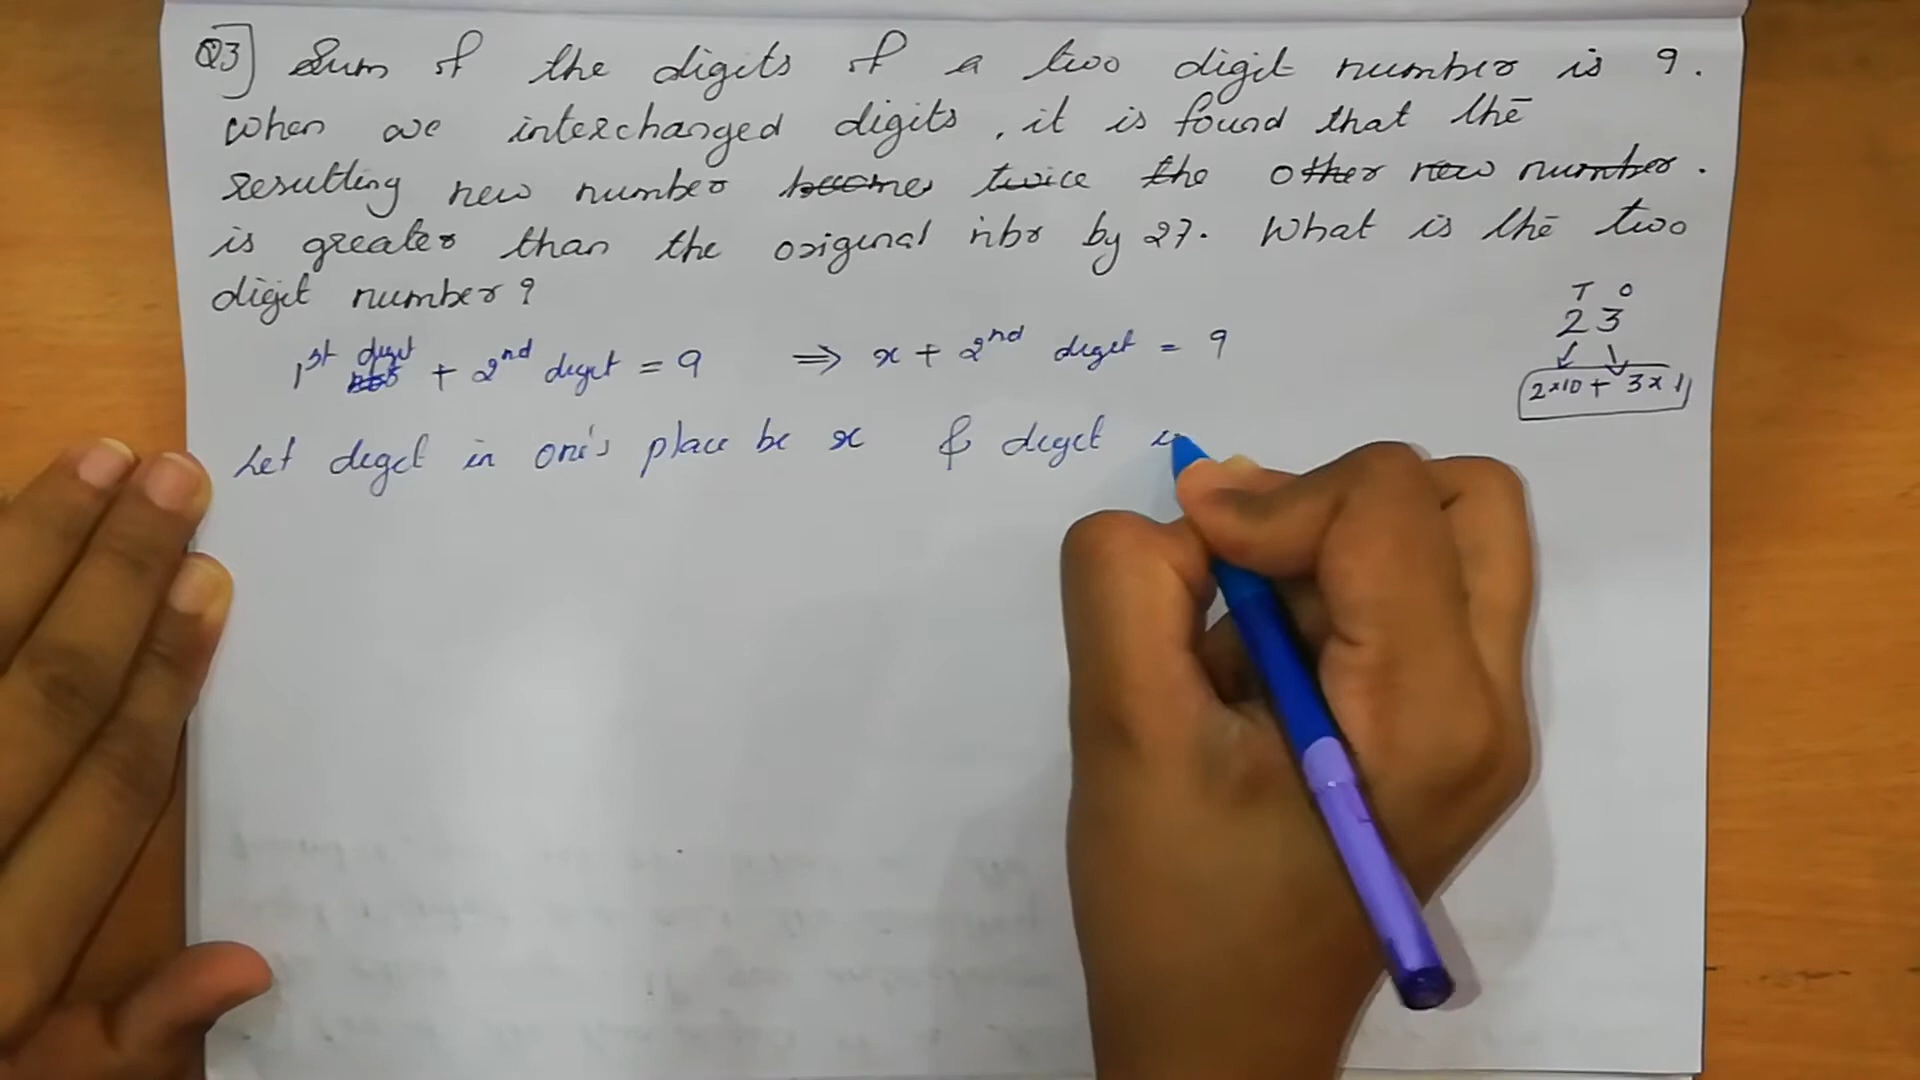 Q3] Sum of the digits of a two digit number is 9.
When we interchanged digits, it is found that the
resulting new number becomes twice the other new number.
is greater than the original nbr by 27. What is the two
digit number?
T O
23
2×10 + 3×1
1st digit + 2nd digit = 9 ⇒ x + 2nd digit = 9
Let digit in one's place be x & digit i